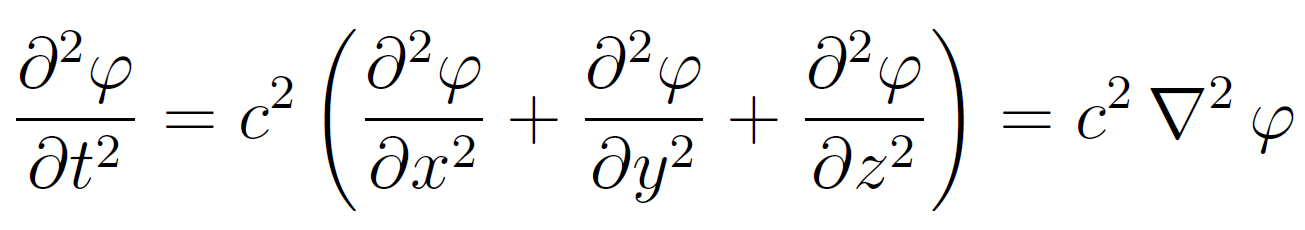 ∂²φ/∂t² = c² (∂²φ/∂x² + ∂²φ/∂y² + ∂²φ/∂z²) = c² ∇² φ